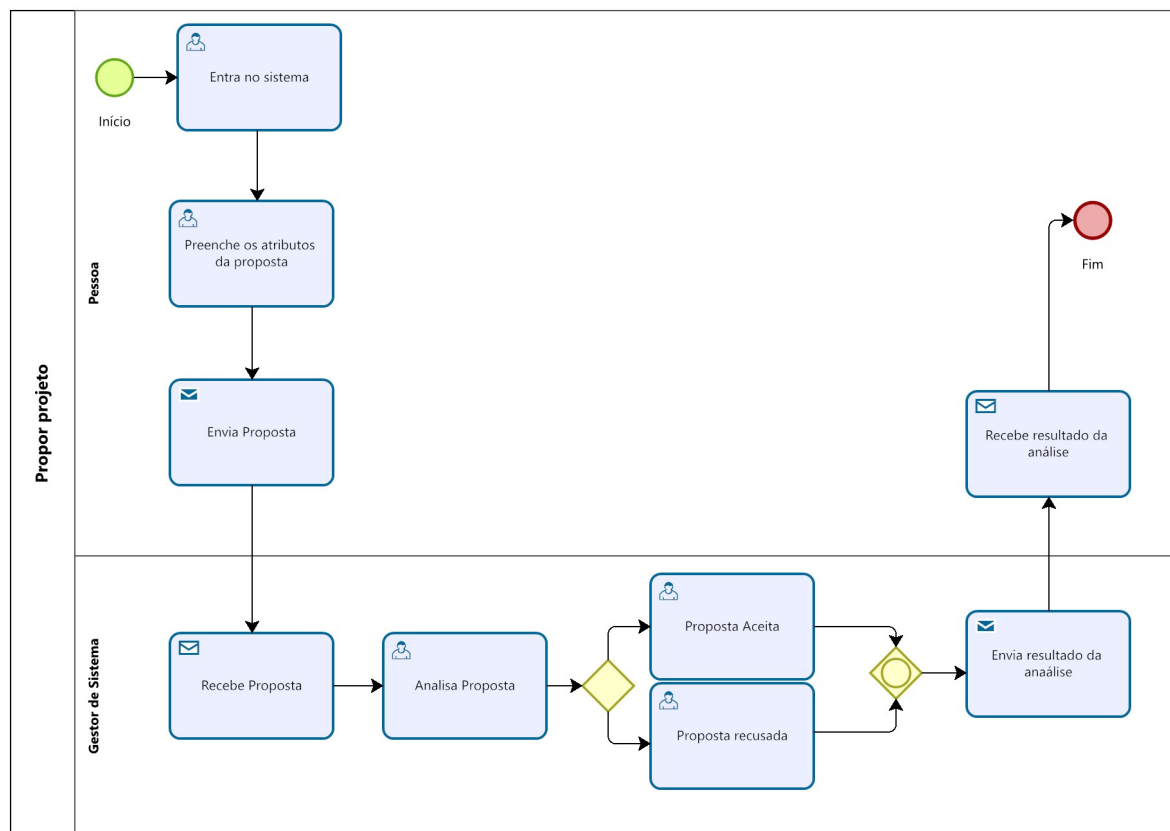 Propor projeto
Pessoa
Início
Entra no sistema
Preenche os atributos
da proposta
Envia Proposta
Fim
Recebe resultado da
análise
Gestor de Sistema
Recebe Proposta
Analisa Proposta
Proposta Aceita
Proposta recusada
Envia resultado da
anaálise